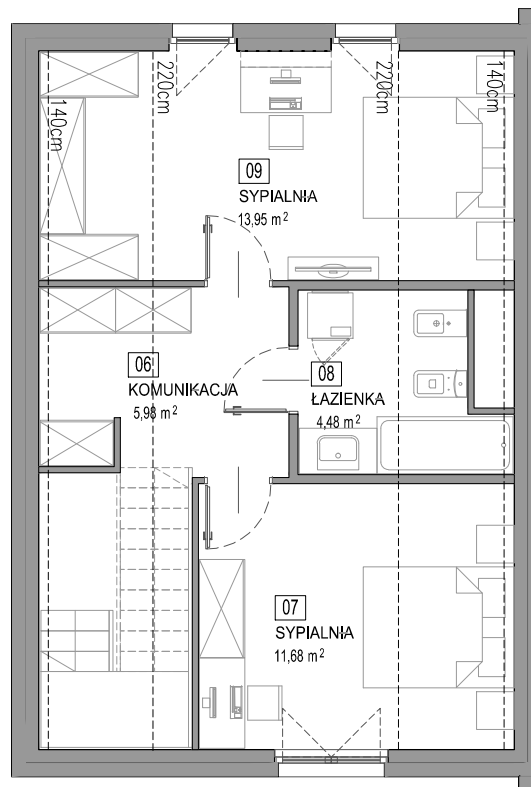 140cm
220cm
220cm
140cm
09
SYPIALNIA
13,95 m²
06
KOMUNIKACJA
5,98 m²
08
ŁAZIENKA
4,48 m²
07
SYPIALNIA
11,68 m²